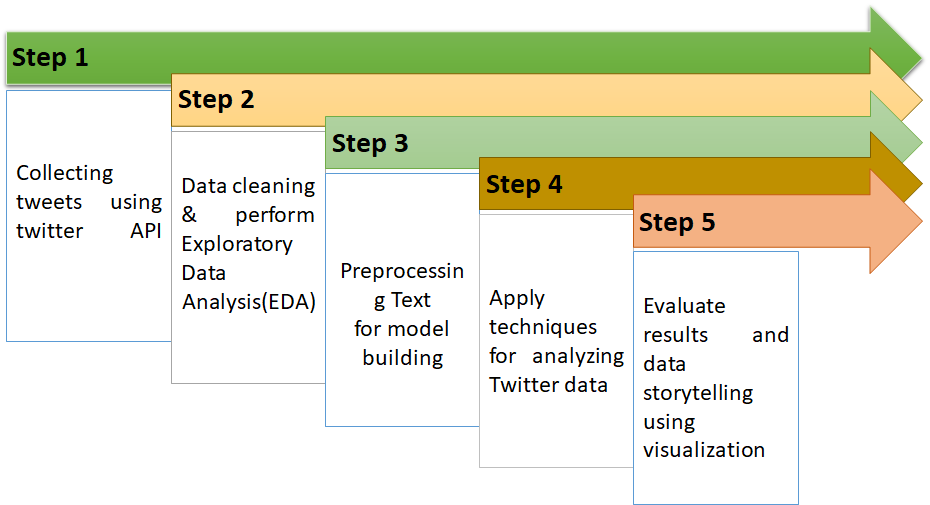 Step 1
Collecting
tweets using
twitter API
Step 2
Data cleaning
& perform
Exploratory
Data
Analysis(EDA)
Step 3
Preprocessin
g Text
for model
building
Step 4
Apply
techniques
for analyzing
Twitter data
Step 5
Evaluate
results and
data
storytelling
using
visualization